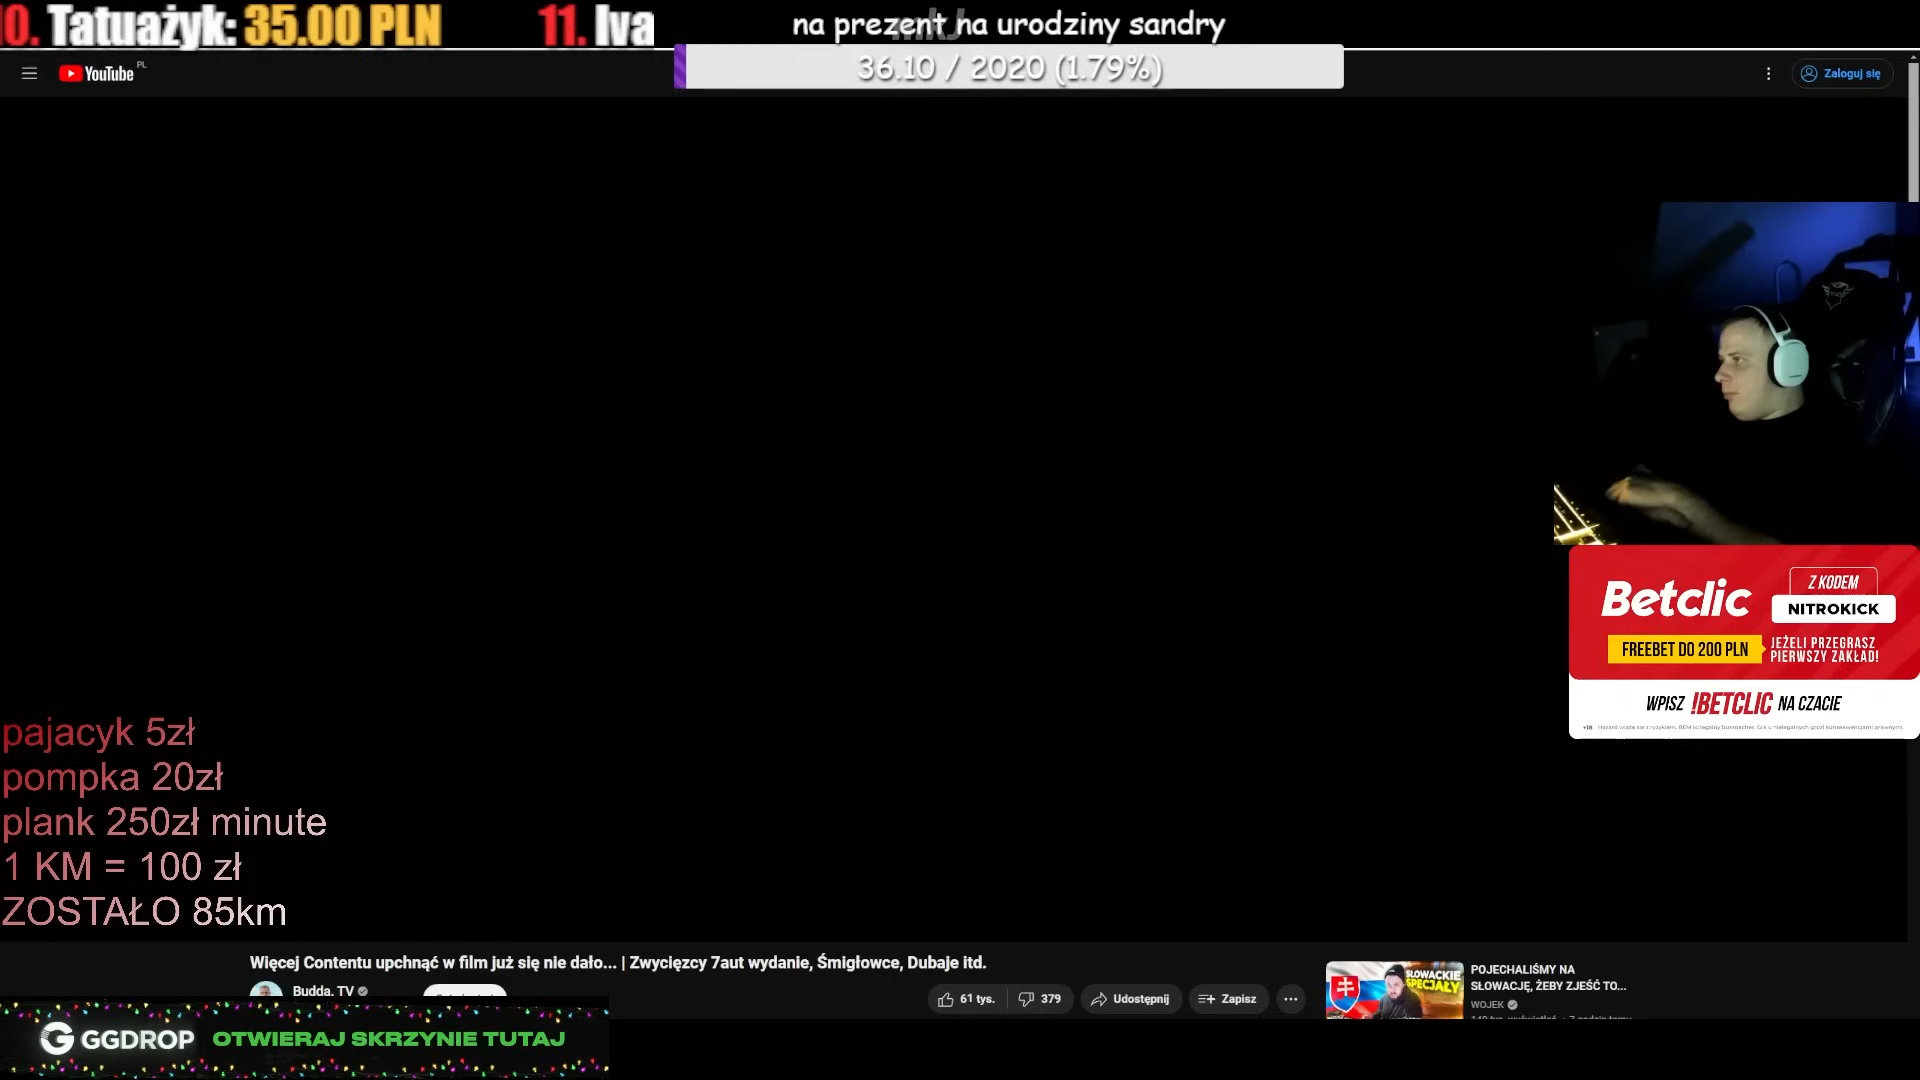 10. Tatuażyk: 35.00 PLN 11. Iva
na prezent na urodziny sandry
36.10 / 2020 (1.79%)
YouTube PL
Zaloguj się
Betclic
Z KODEM
NITROKICK
FREEBET DO 200 PLN
JEŻELI PRZEGRASZ
PIERWSZY ZAKŁAD!
WPISZ !BETCLIC NA CZACIE
pajacyk 5zł
pompka 20zł
plank 250zł minute
1 KM = 100 zł
ZOSTAŁO 85km
Więcej Contentu upchnąć w film już się nie dało... | Zwycięzcy 7aut wydanie, Śmigłowce, Dubaje itd.
Budda. TV
61 tys.
379
Udostępnij
Zapisz
SŁOWACKIE
SPECJAŁY
POJECHALIŚMY NA
SŁOWACJĘ, ŻEBY ZJEŚĆ TO...
WOJEK
GGDROP OTWIERAJ SKRZYNIE TUTAJ